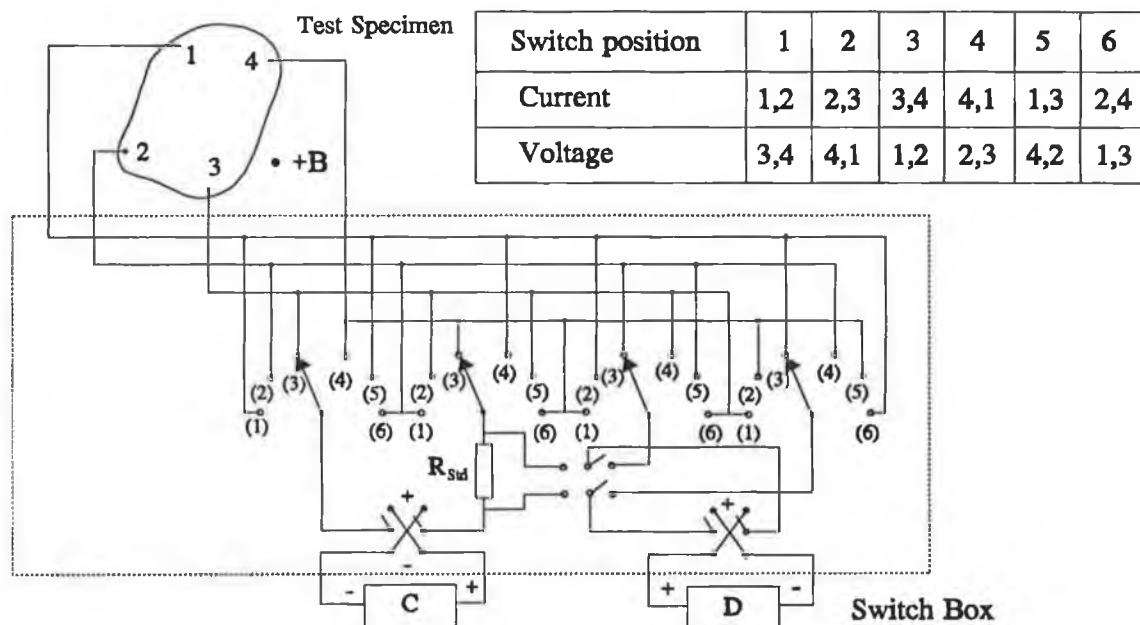 Test Specimen
1
4
2
3
+B
Switch position 1 2 3 4 5 6
Current 1,2 2,3 3,4 4,1 1,3 2,4
Voltage 3,4 4,1 1,2 2,3 4,2 1,3
(1) (2) (3) (4) (5) (6)
(1) (2) (3) (4) (5) (6)
(1) (2) (3) (4) (5) (6)
(1) (2) (3) (4) (5) (6)
R_Std
+ +
-
- C + + D -
Switch Box